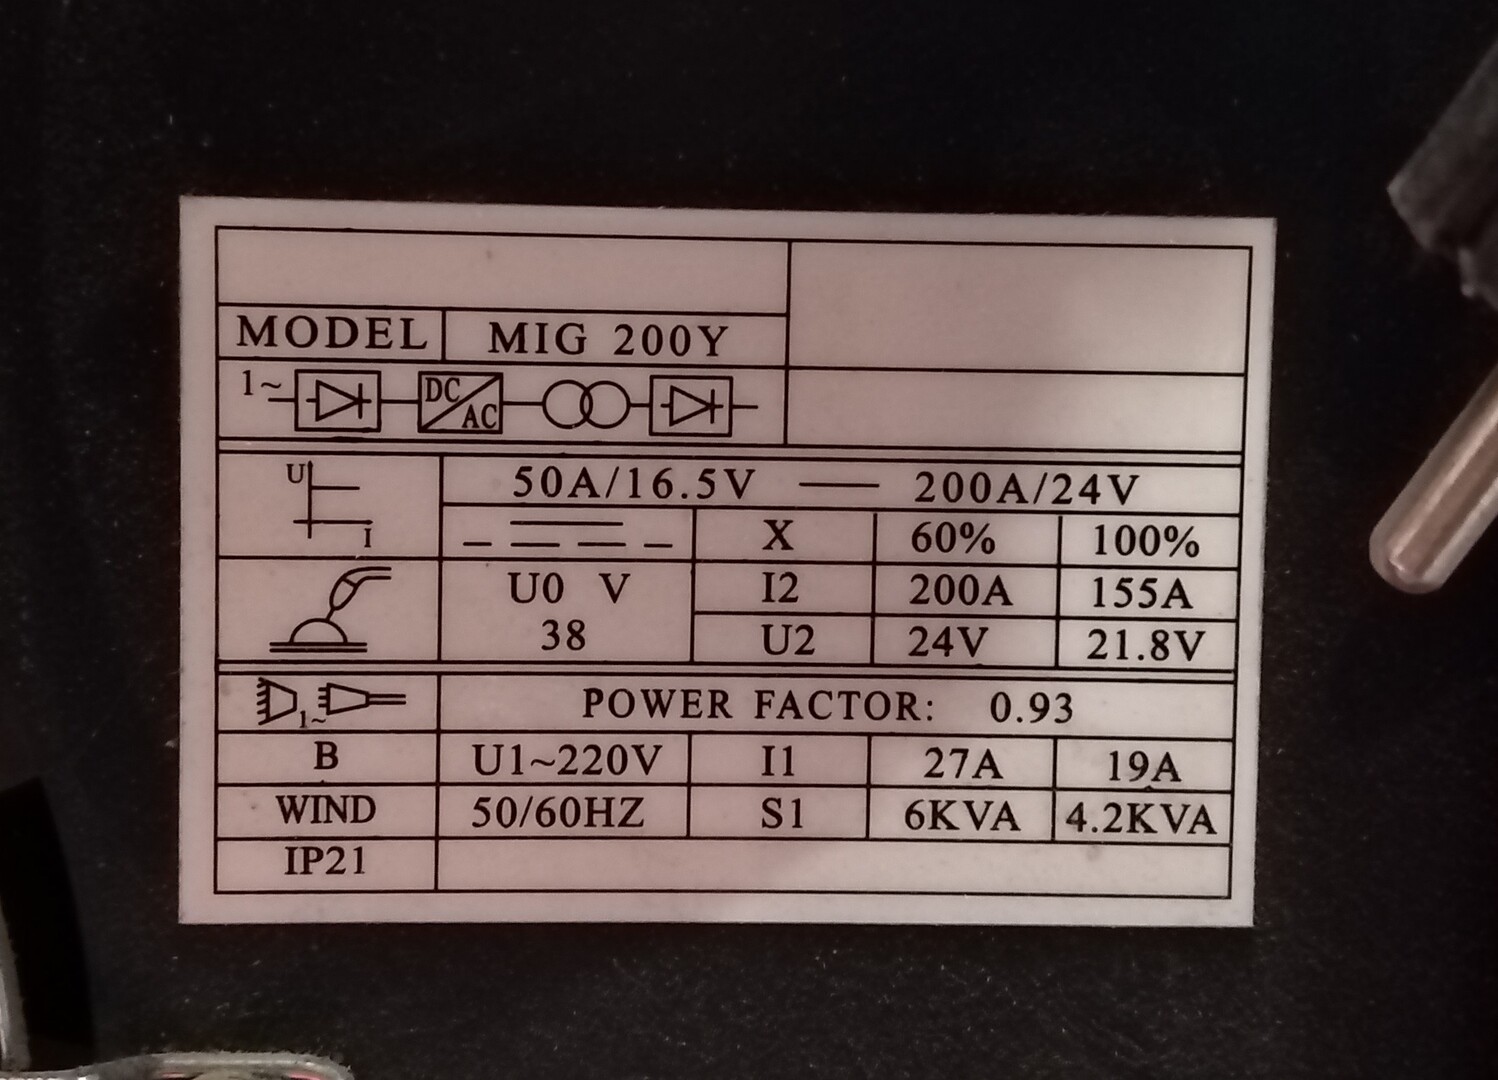 MODEL MIG 200Y
1~ DC/AC
U 50A/16.5V — 200A/24V
I X 60% 100%
U0 V I2 200A 155A
38 U2 24V 21.8V
1~ POWER FACTOR: 0.93
B U1~220V I1 27A 19A
WIND 50/60HZ S1 6KVA 4.2KVA
IP21